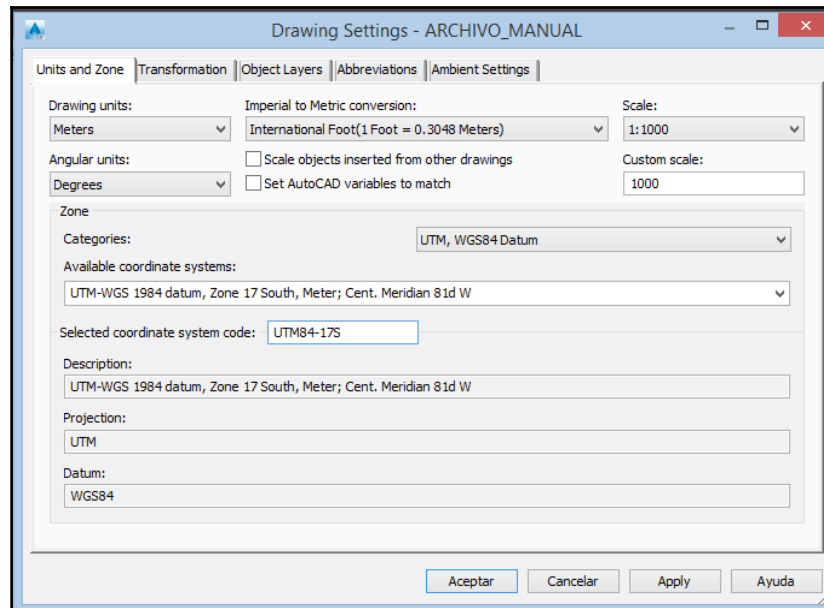 Drawing Settings - ARCHIVO_MANUAL
Units and Zone Transformation Object Layers Abbreviations Ambient Settings
Drawing units: Imperial to Metric conversion: Scale:
Meters International Foot(1 Foot = 0.3048 Meters) 1:1000
Angular units: Scale objects inserted from other drawings Custom scale:
Degrees Set AutoCAD variables to match 1000
Zone
Categories: UTM, WGS84 Datum
Available coordinate systems:
UTM-WGS 1984 datum, Zone 17 South, Meter; Cent. Meridian 81d W
Selected coordinate system code: UTM84-17S
Description:
UTM-WGS 1984 datum, Zone 17 South, Meter; Cent. Meridian 81d W
Projection:
UTM
Datum:
WGS84
Aceptar Cancelar Apply Ayuda